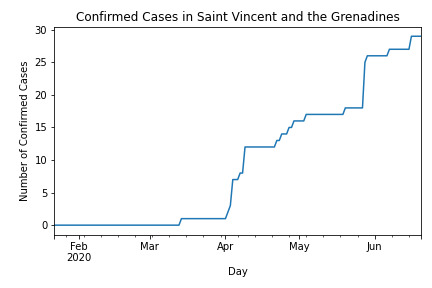 Confirmed Cases in Saint Vincent and the Grenadines
Number of Confirmed Cases
30
25
20
15
10
5
0
Feb
2020
Mar
Apr
May
Jun
Day